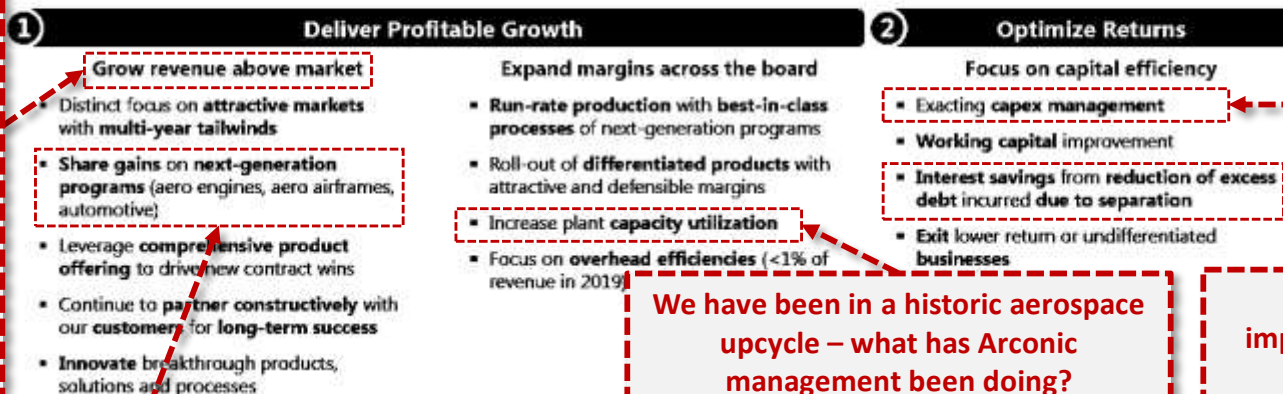 1
Deliver Profitable Growth
Grow revenue above market
▪ Distinct focus on attractive markets
with multi-year tailwinds
▪ Share gains on next-generation
programs (aero engines, aero airframes,
automotive)
▪ Leverage comprehensive product
offering to drive new contract wins
▪ Continue to partner constructively with
our customers for long-term success
▪ Innovate breakthrough products,
solutions and processes
Expand margins across the board
▪ Run-rate production with best-in-class
processes of next-generation programs
▪ Roll-out of differentiated products with
attractive and defensible margins
▪ Increase plant capacity utilization
▪ Focus on overhead efficiencies (<1% of
revenue in 2019)
2
Optimize Returns
Focus on capital efficiency
▪ Exacting capex management
▪ Working capital improvement
▪ Interest savings from reduction of excess
debt incurred due to separation
▪ Exit lower return or undifferentiated
businesses
We have been in a historic aerospace
upcycle – what has Arconic
management been doing?
imp